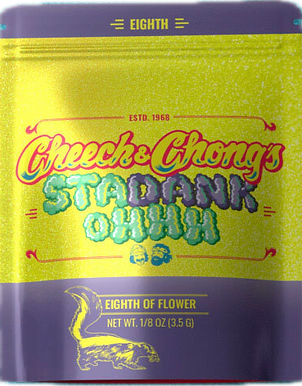 EIGHTH
ESTD. 1968
Cheech & Chong's
STADANK
OHHH
EIGHTH OF FLOWER
NET. WT. 1/8 OZ (3.5 G)